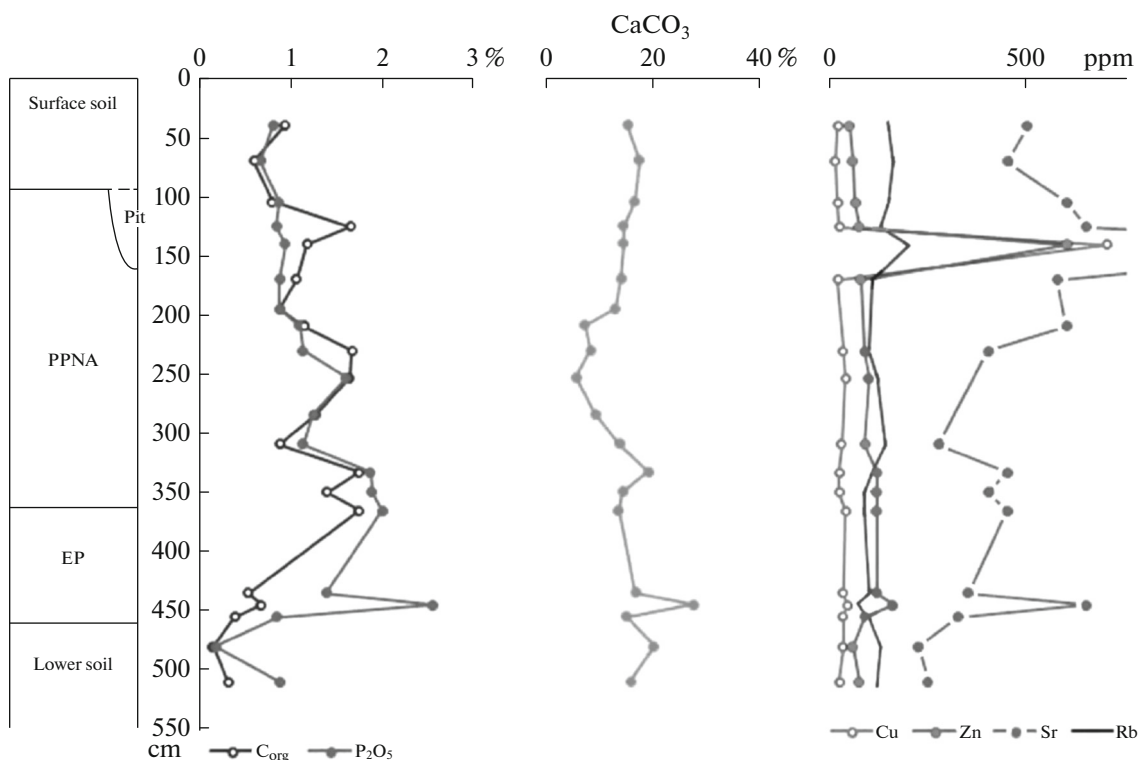 CaCO₃
0 1 2 3 % 0 20 40 % 0 500 ppm
0
Surface soil
50
100
Pit
150
200
PPNA
250
300
350
400
EP
450
500
Lower soil
550
cm
C_org P₂O₅
Cu Zn Sr Rb